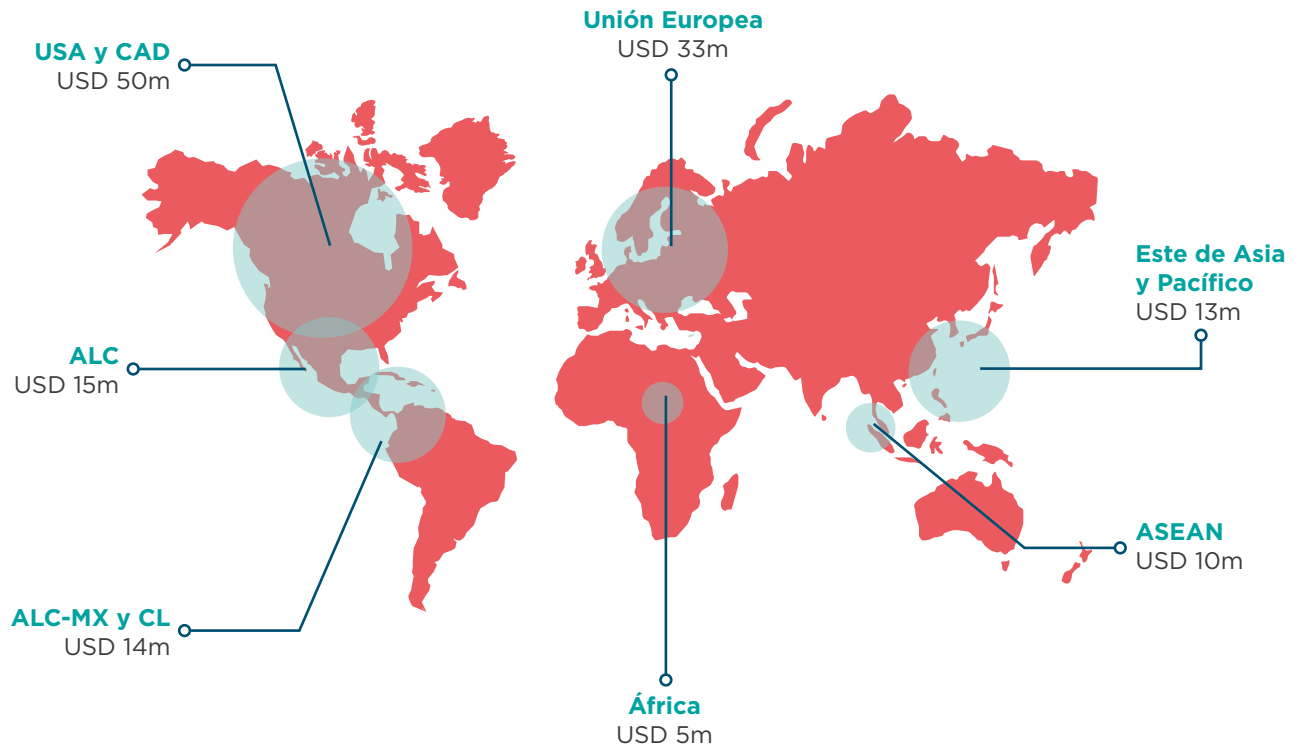 Unión Europea
USD 33m
USA y CAD
USD 50m
Este de Asia
y Pacífico
USD 13m
ALC
USD 15m
ASEAN
USD 10m
ALC-MX y CL
USD 14m
África
USD 5m